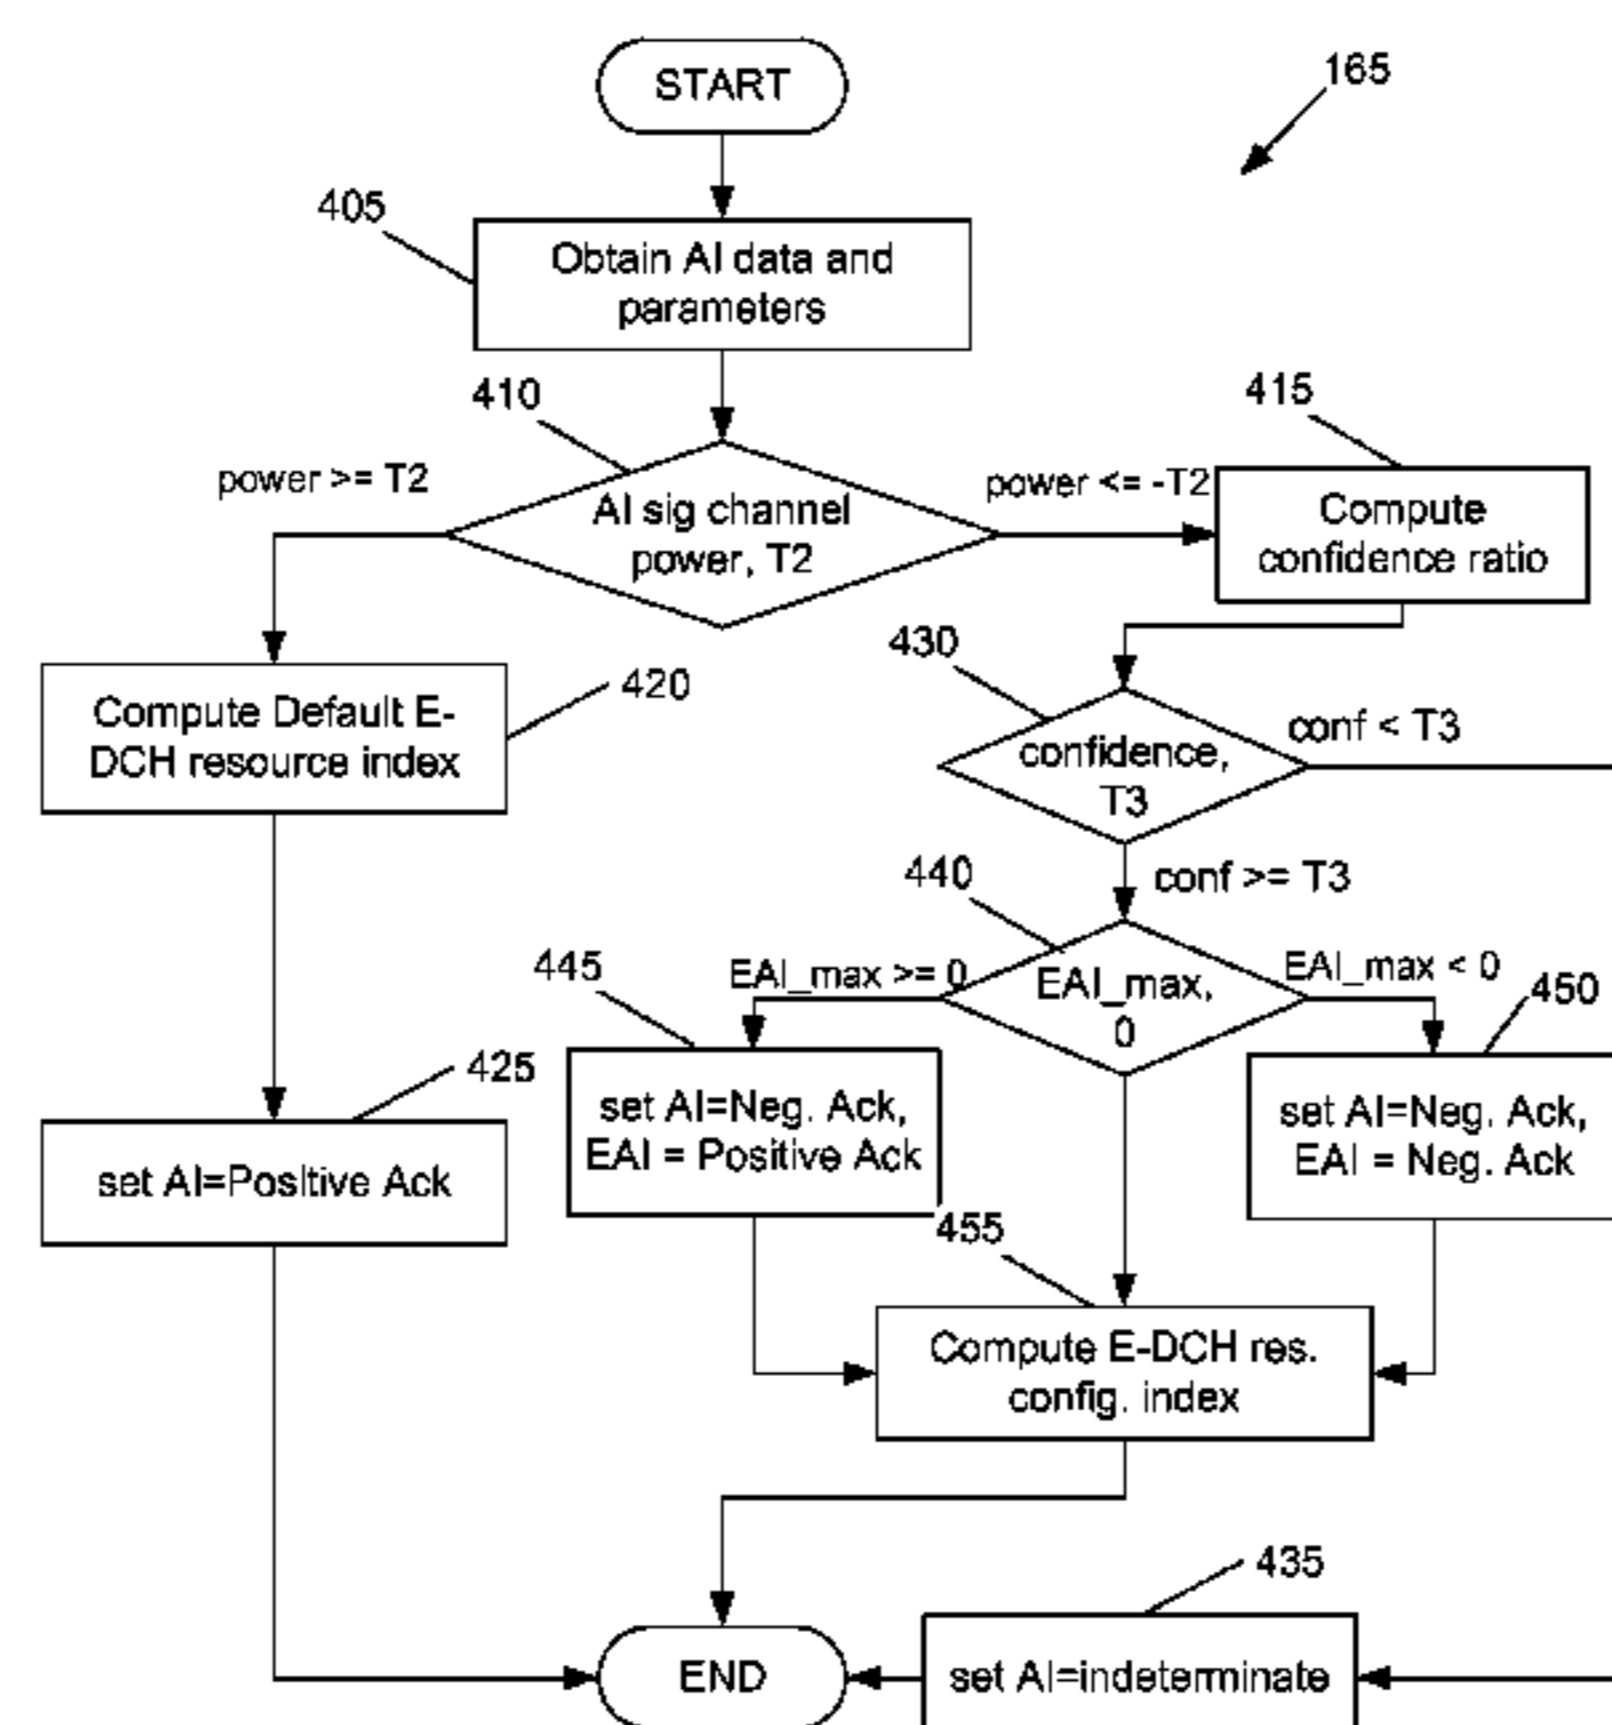 START
165
405
Obtain AI data and
parameters
410
415
power >= T2
power <= -T2
AI sig channel
power, T2
Compute
confidence ratio
430
420
Compute Default E-
DCH resource index
conf < T3
confidence,
T3
440
conf >= T3
445
EAI_max >= 0
EAI_max < 0
EAI_max,
0
450
425
set AI=Neg. Ack,
EAI = Positive Ack
set AI=Neg. Ack,
EAI = Neg. Ack
set AI=Positive Ack
455
Compute E-DCH res.
config. index
435
END
set AI=indeterminate